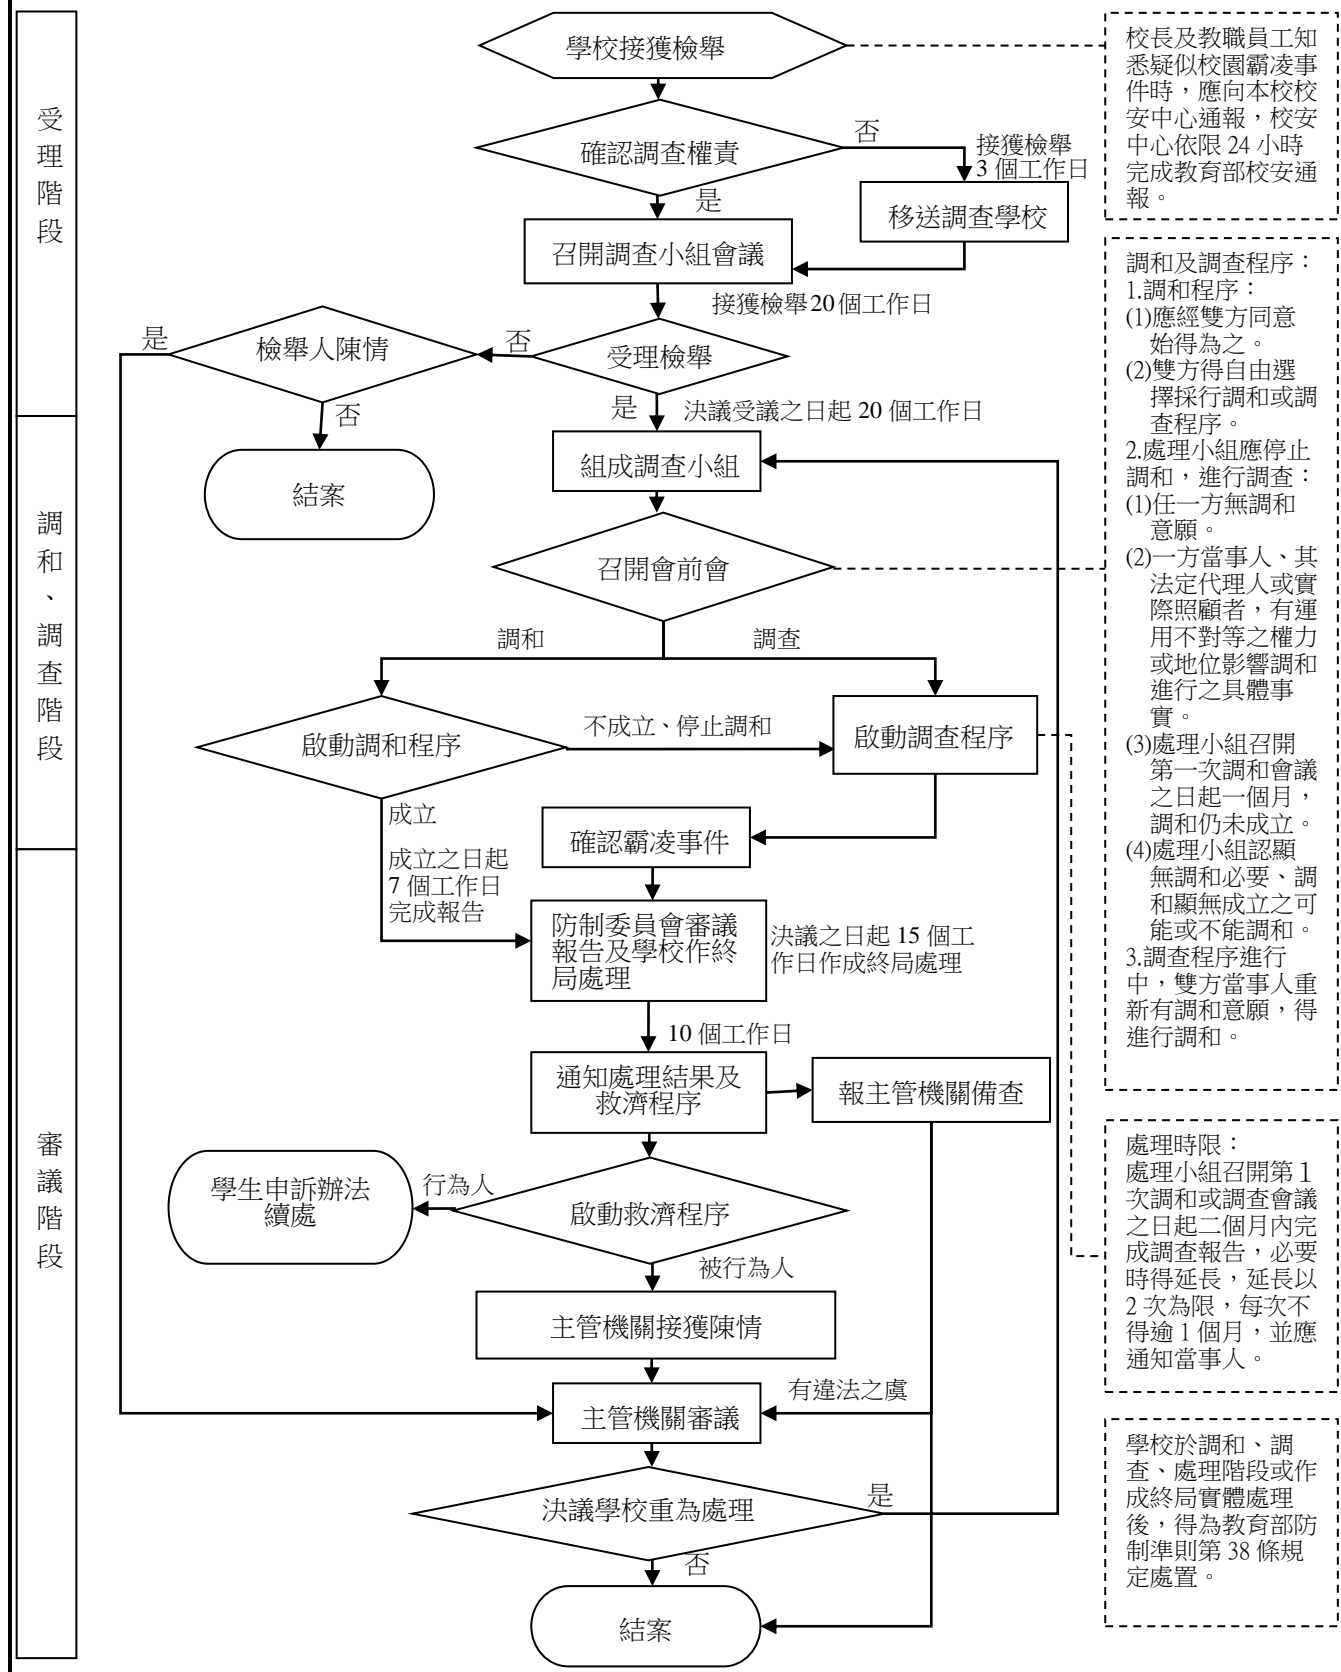 受理階段
調和、調查階段
審議階段
學校接獲檢舉
確認調查權責
否
接獲檢舉
3 個工作日
移送調查學校
是
召開調查小組會議
接獲檢舉20個工作日
受理檢舉
否
檢舉人陳情
是
否
結案
是
決議受議之日起 20 個工作日
組成調查小組
召開會前會
調和
調查
啟動調和程序
不成立、停止調和
啟動調查程序
成立
成立之日起
7 個工作日
完成報告
確認霸凌事件
防制委員會審議
報告及學校作終
局處理
決議之日起 15 個工
作日作成終局處理
10 個工作日
通知處理結果及
救濟程序
報主管機關備查
啟動救濟程序
行為人
學生申訴辦法
續處
被行為人
主管機關接獲陳情
有違法之虞
主管機關審議
決議學校重為處理
是
否
結案
校長及教職員工知
悉疑似校園霸凌事
件時，應向本校校
安中心通報，校安
中心依限 24 小時
完成教育部校安通
報。
調和及調查程序：
1.調和程序：
(1)應經雙方同意
始得為之。
(2)雙方得自由選
擇採行調和或調
查程序。
2.處理小組應停止
調和，進行調查：
(1)任一方無調和
意願。
(2)一方當事人、其
法定代理人或實
際照顧者，有運
用不對等之權力
或地位影響調和
進行之具體事
實。
(3)處理小組召開
第一次調和會議
之日起一個月，
調和仍未成立。
(4)處理小組認顯
無調和必要、調
和顯無成立之可
能或不能調和。
3.調查程序進行
中，雙方當事人重
新有調和意願，得
進行調和。
處理時限：
處理小組召開第 1
次調和或調查會議
之日起二個月內完
成調查報告，必要
時得延長，延長以
2 次為限，每次不
得逾 1 個月，並應
通知當事人。
學校於調和、調
查、處理階段或作
成終局實體處理
後，得為教育部防
制準則第 38 條規
定處置。